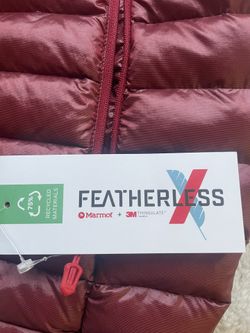 75%
RECYCLED
MATERIALS
FEATHERLESS
Marmot + 3M THINSULATE